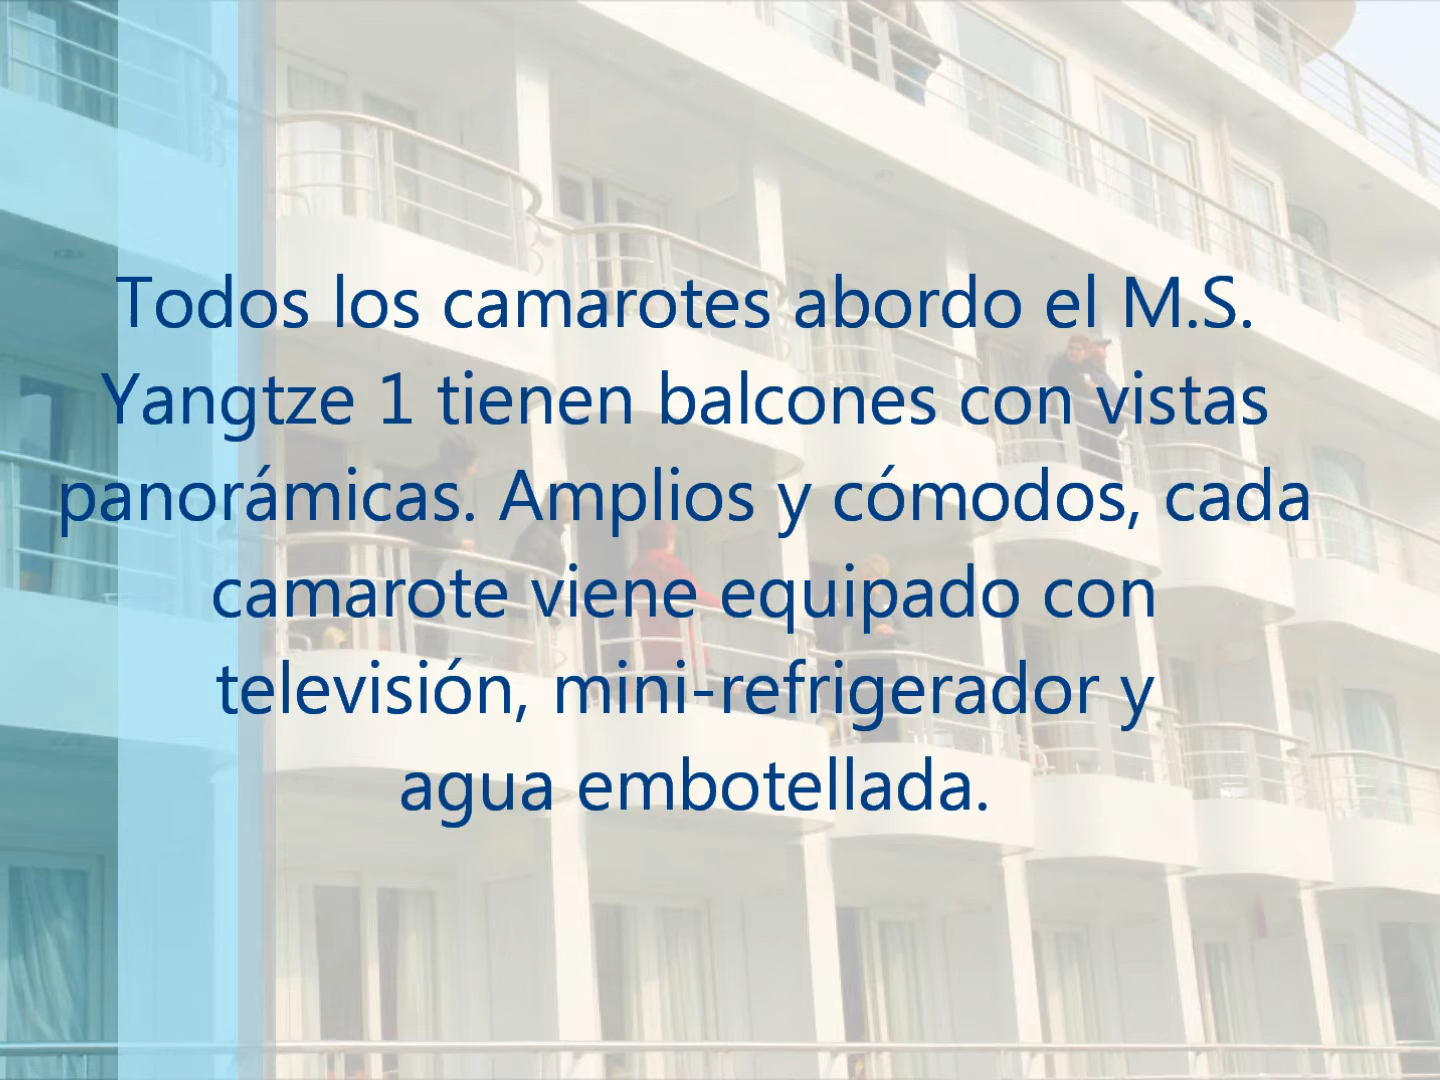 Todos los camarotes abordo el M.S.
Yangtze 1 tienen balcones con vistas
panorámicas. Amplios y cómodos, cada
camarote viene equipado con
televisión, mini-refrigerador y
agua embotellada.